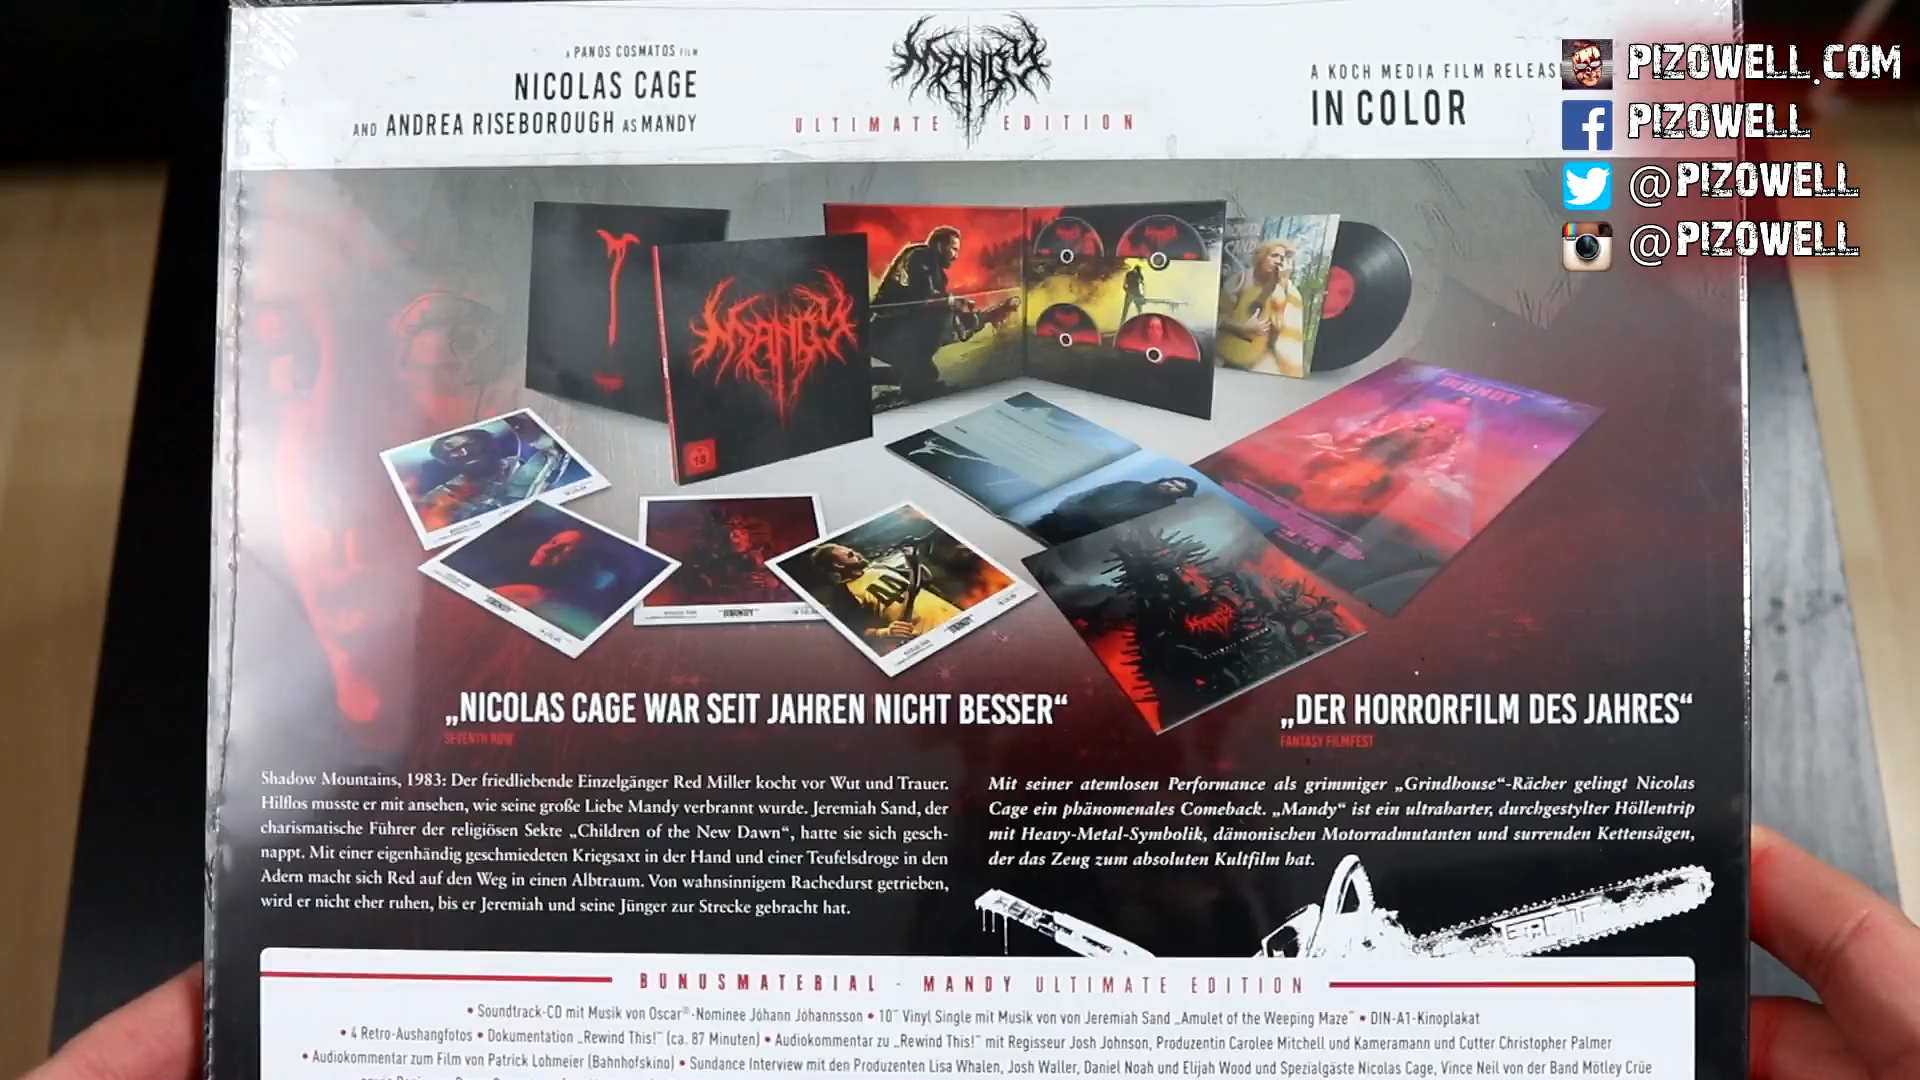 A PANOS COSMATOS FILM
NICOLAS CAGE
AND ANDREA RISEBOROUGH AS MANDY
MANDY
ULTIMATE EDITION
A KOCH MEDIA FILM RELEAS
IN COLOR
PIZOWELL.COM
PIZOWELL
@PIZOWELL
@PIZOWELL
MANDY
18
SAND
MANDY
MANDY
MANDY
MANDY
„NICOLAS CAGE WAR SEIT JAHREN NICHT BESSER“
SEVENTH ROW
„DER HORRORFILM DES JAHRES“
FANTASY FILMFEST
Shadow Mountains, 1983: Der friedliebende Einzelgänger Red Miller kocht vor Wut und Trauer.
Hilflos musste er mit ansehen, wie seine große Liebe Mandy verbrannt wurde. Jeremiah Sand, der
charismatische Führer der religiösen Sekte „Children of the New Dawn“, hatte sie sich gesch-
nappt. Mit einer eigenhändig geschmiedeten Kriegsaxt in der Hand und einer Teufelsdroge in den
Adern macht sich Red auf den Weg in einen Albtraum. Von wahnsinnigem Rachedurst getrieben,
wird er nicht eher ruhen, bis er Jeremiah und seine Jünger zur Strecke gebracht hat.
Mit seiner atemlosen Performance als grimmiger „Grindhouse“-Rächer gelingt Nicolas
Cage ein phänomenales Comeback. „Mandy“ ist ein ultraharter, durchgestylter Höllentrip
mit Heavy-Metal-Symbolik, dämonischen Motorradmutanten und surrenden Kettensägen,
der das Zeug zum absoluten Kultfilm hat.
BUNUSMATERIAL - MANDY ULTIMATE EDITION
• Soundtrack-CD mit Musik von Oscar®-Nominee Jóhann Jóhannsson • 10" Vinyl Single mit Musik von von Jeremiah Sand „Amulet of the Weeping Maze“ • DIN-A1-Kinoplakat
• 4 Retro-Aushangfotos • Dokumentation „Rewind This!“ (ca. 87 Minuten) • Audiokommentar zu „Rewind This!“ mit Regisseur Josh Johnson, Produzentin Carolee Mitchell und Kameramann und Cutter Christopher Palmer
• Audiokommentar zum Film von Patrick Lohmeier (Bahnhofskino) • Sundance Interview mit den Produzenten Lisa Whalen, Josh Waller, Daniel Noah und Elijah Wood und Spezialgäste Nicolas Cage, Vince Neil von der Band Mötley Crüe